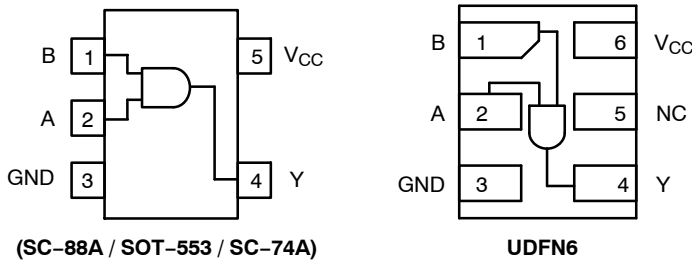 B 1 5 VCC
A 2
GND 3 4 Y
(SC–88A / SOT–553 / SC–74A)
B 1 6 VCC
A 2 5 NC
GND 3 4 Y
UDFN6